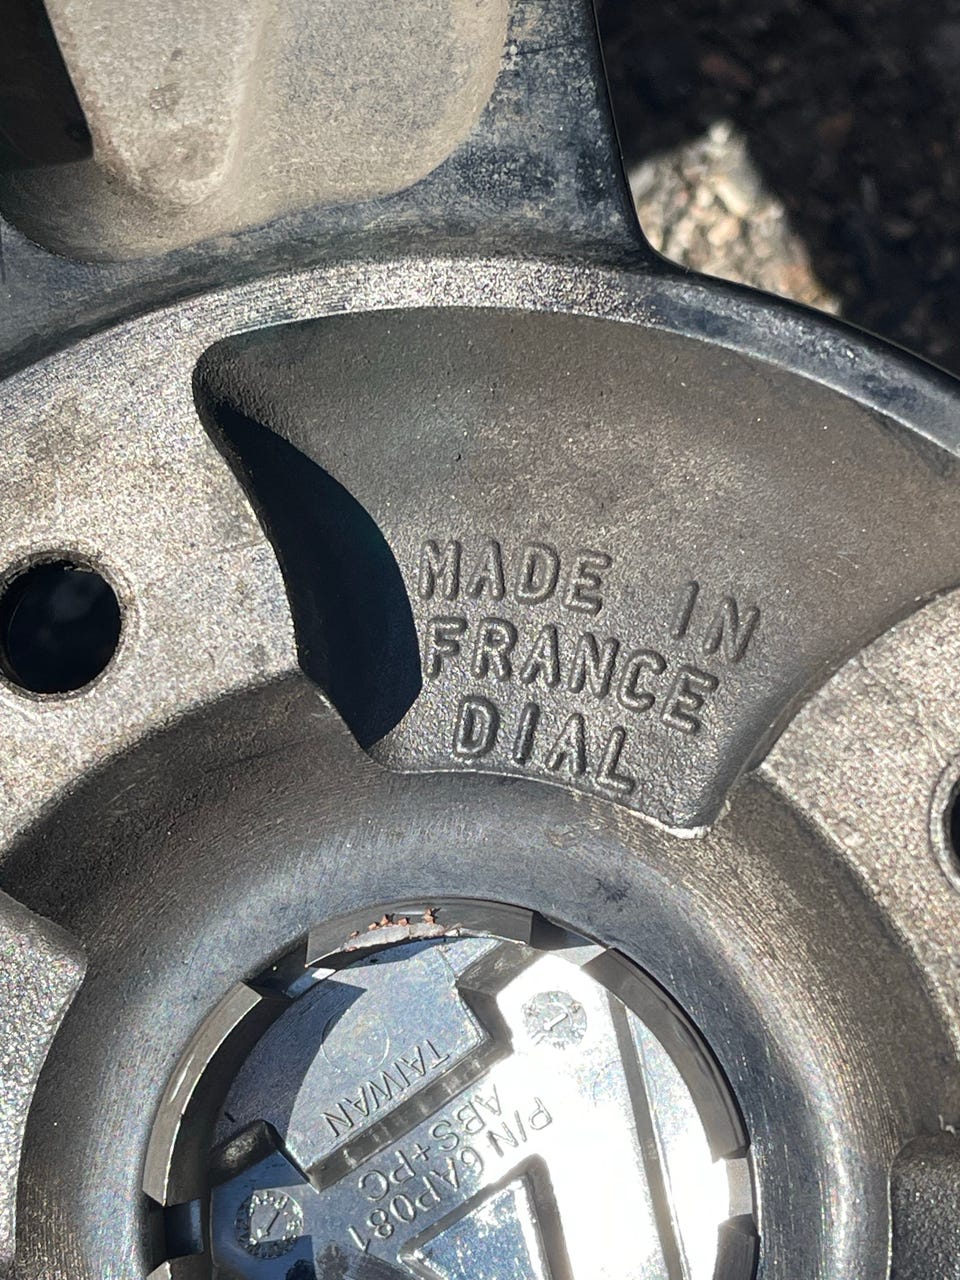 MADE IN
FRANCE
DIAL
TAIWAN
P/N 6AP081
ABS+PC